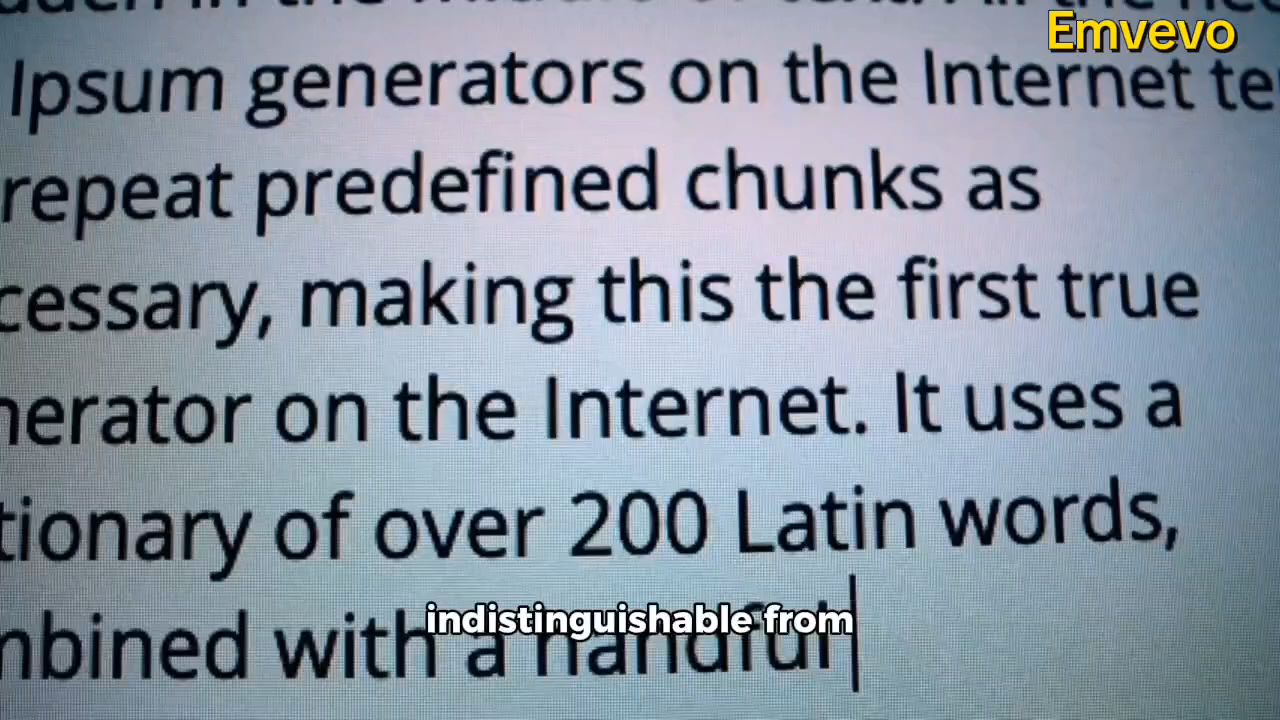 Emvevo
Ipsum generators on the Internet te
repeat predefined chunks as
cessary, making this the first true
nerator on the Internet. It uses a
tionary of over 200 Latin words,
nbined with a handful
indistinguishable from